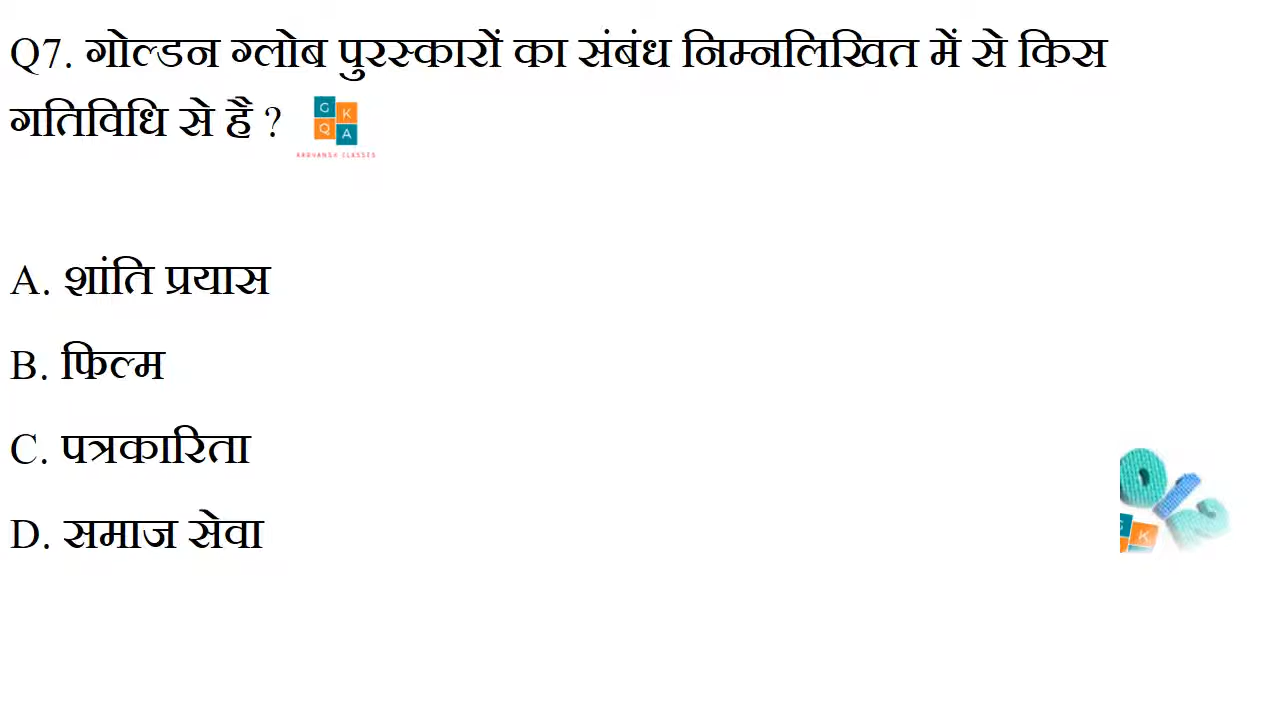 Q7. गोल्डन ग्लोब पुरस्कारों का संबंध निम्नलिखित में से किस
गतिविधि से है ?
G K
Q A
A. शांति प्रयास
B. फिल्म
C. पत्रकारिता
D. समाज सेवा
K